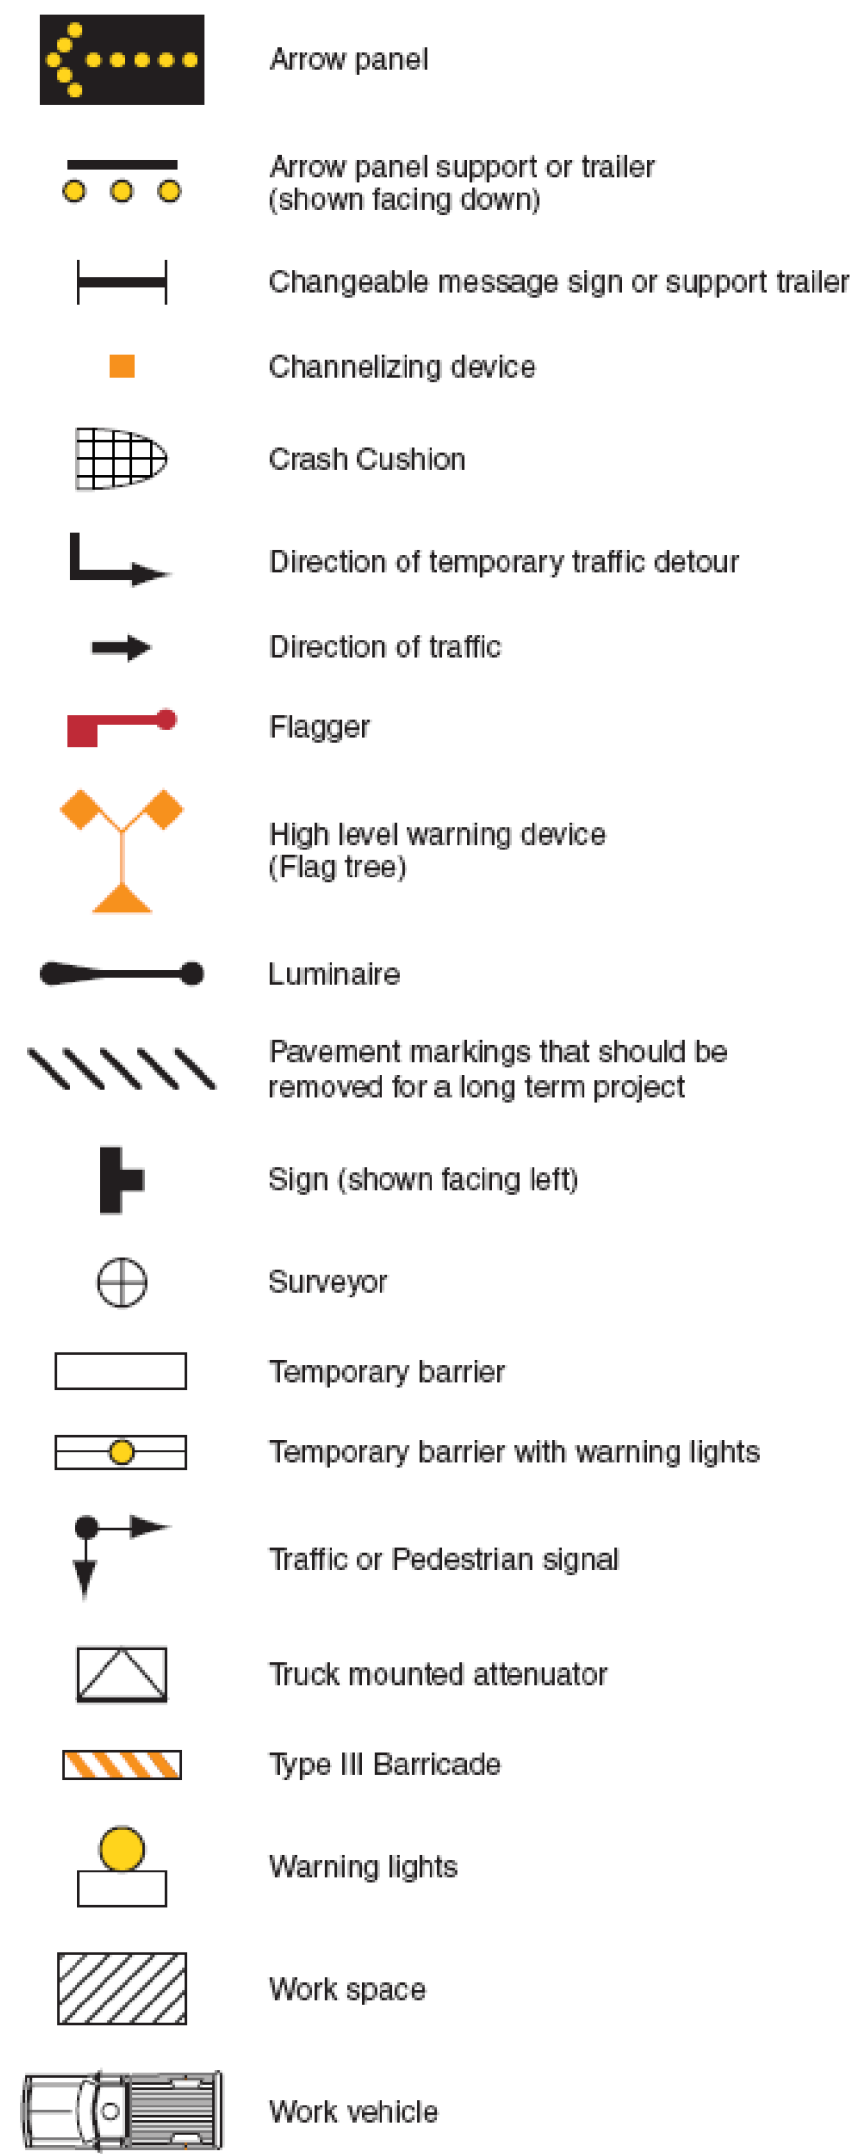 Arrow panel
Arrow panel support or trailer
(shown facing down)
Changeable message sign or support trailer
Channelizing device
Crash Cushion
Direction of temporary traffic detour
Direction of traffic
Flagger
High level warning device
(Flag tree)
Luminaire
Pavement markings that should be
removed for a long term project
Sign (shown facing left)
Surveyor
Temporary barrier
Temporary barrier with warning lights
Traffic or Pedestrian signal
Truck mounted attenuator
Type III Barricade
Warning lights
Work space
Work vehicle